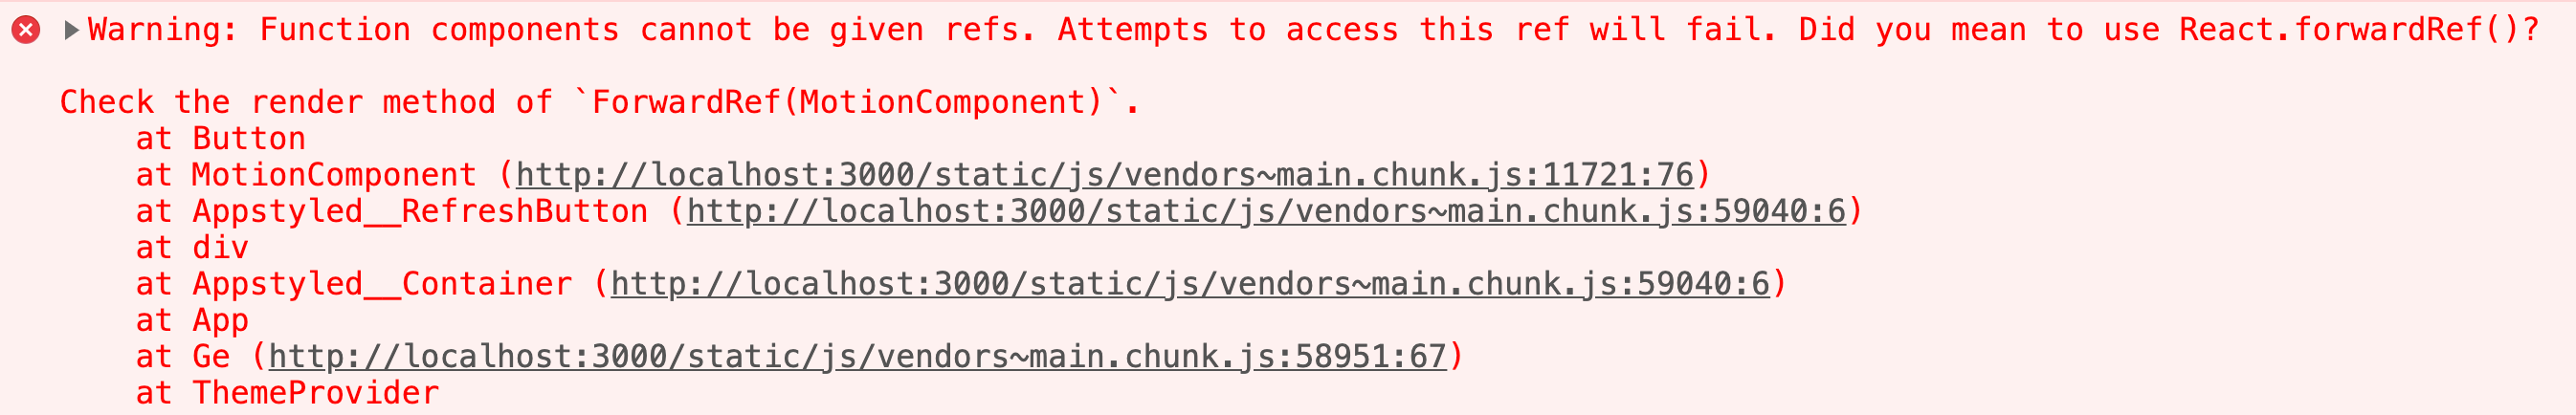 Warning: Function components cannot be given refs. Attempts to access this ref will fail. Did you mean to use React.forwardRef()?
Check the render method of `ForwardRef(MotionComponent)`.
at Button
at MotionComponent (http://localhost:3000/static/js/vendors~main.chunk.js:11721:76)
at Appstyled__RefreshButton (http://localhost:3000/static/js/vendors~main.chunk.js:59040:6)
at div
at Appstyled__Container (http://localhost:3000/static/js/vendors~main.chunk.js:59040:6)
at App
at Ge (http://localhost:3000/static/js/vendors~main.chunk.js:58951:67)
at ThemeProvider